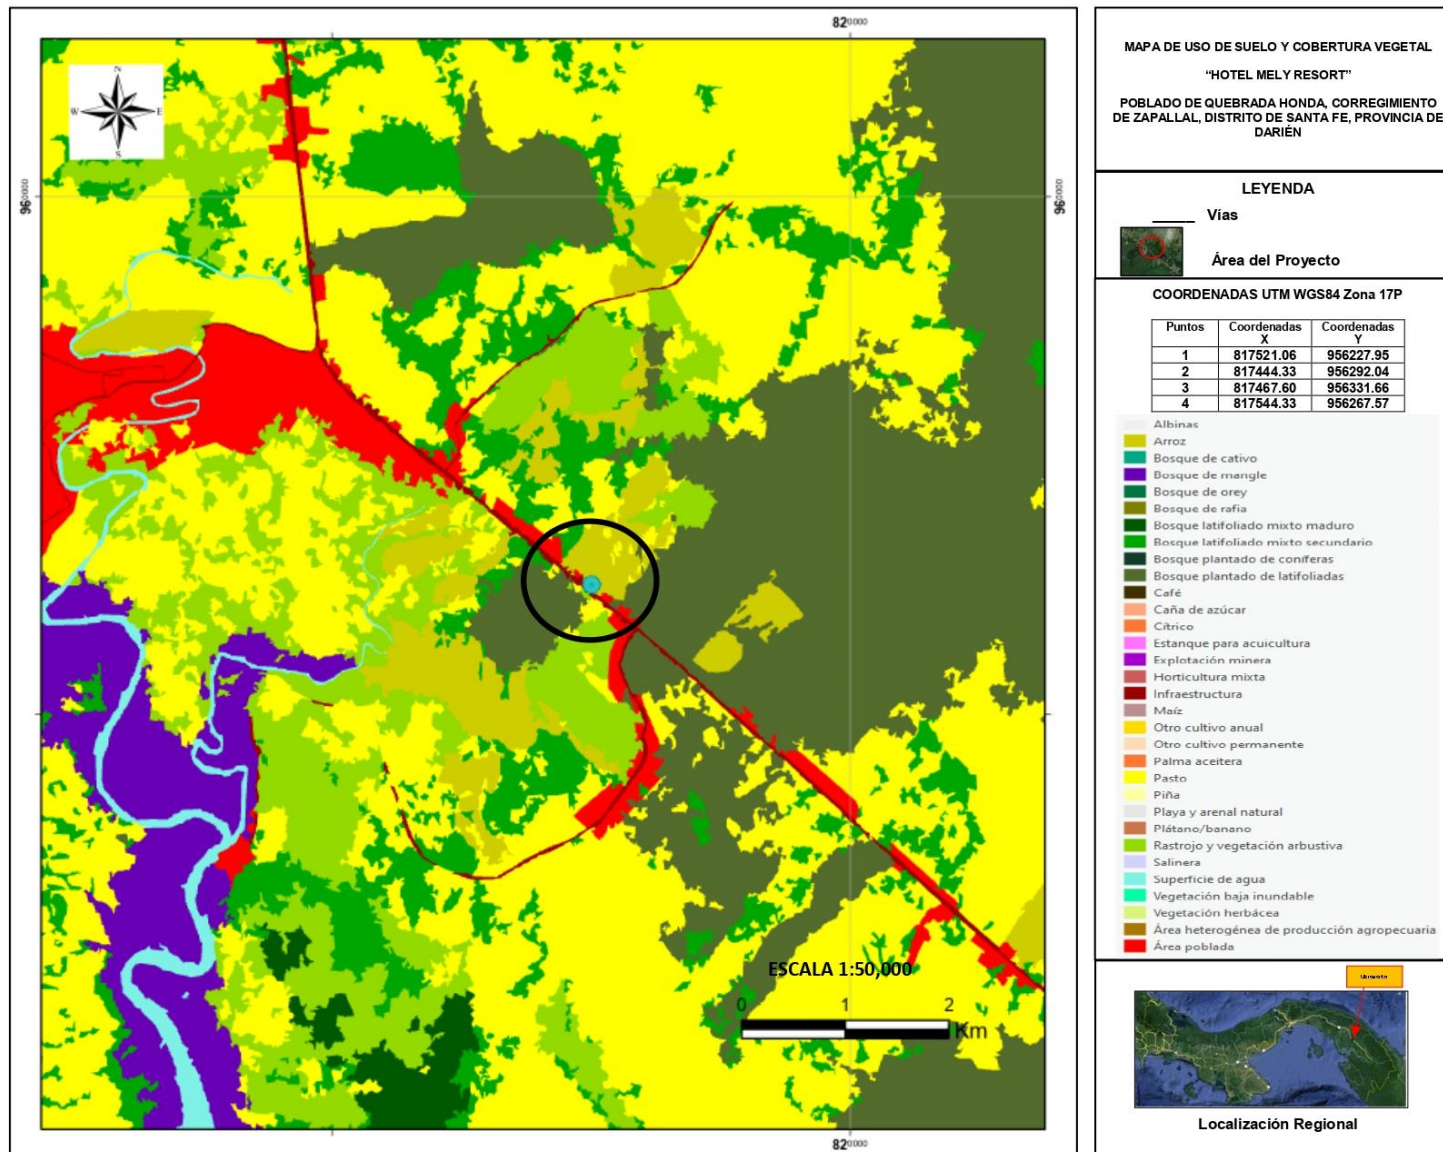 82⁰⁰⁰⁰
N
W
E
S
96⁰⁰⁰⁰
96⁰⁰⁰⁰
ESCALA 1:50,000
0 1 2
Km
82⁰⁰⁰⁰
MAPA DE USO DE SUELO Y COBERTURA VEGETAL
“HOTEL MELY RESORT”
POBLADO DE QUEBRADA HONDA, CORREGIMIENTO
DE ZAPALLAL, DISTRITO DE SANTA FE, PROVINCIA DE
DARIÉN
LEYENDA
Vías
Área del Proyecto
COORDENADAS UTM WGS84 Zona 17P
Puntos Coordenadas X Coordenadas Y
1 817521.06 956227.95
2 817444.33 956292.04
3 817467.60 956331.66
4 817544.33 956267.57
Albinas
Arroz
Bosque de cativo
Bosque de mangle
Bosque de orey
Bosque de rafia
Bosque latifoliado mixto maduro
Bosque latifoliado mixto secundario
Bosque plantado de coníferas
Bosque plantado de latifoliadas
Café
Caña de azúcar
Cítrico
Estanque para acuicultura
Explotación minera
Horticultura mixta
Infraestructura
Maíz
Otro cultivo anual
Otro cultivo permanente
Palma aceitera
Pasto
Piña
Playa y arenal natural
Plátano/banano
Rastrojo y vegetación arbustiva
Salinera
Superficie de agua
Vegetación baja inundable
Vegetación herbácea
Área heterogénea de producción agropecuaria
Área poblada
Localización Regional